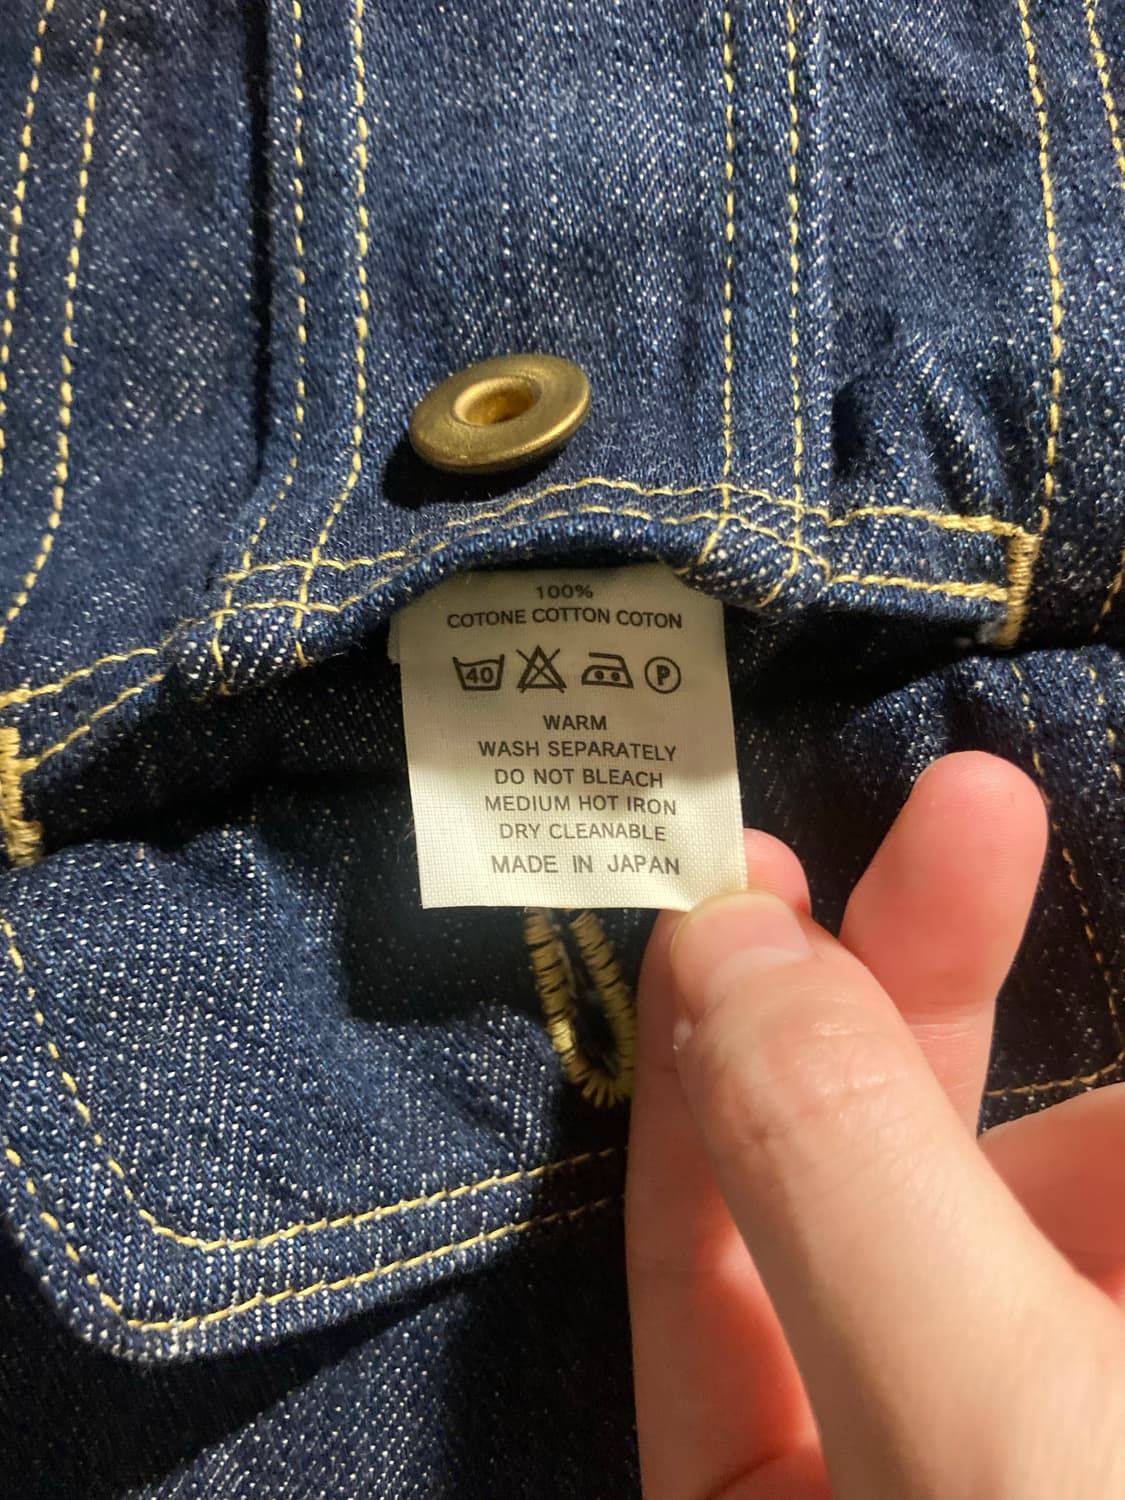 100%
COTONE COTTON COTON
40 P
WARM
WASH SEPARATELY
DO NOT BLEACH
MEDIUM HOT IRON
DRY CLEANABLE
MADE IN JAPAN